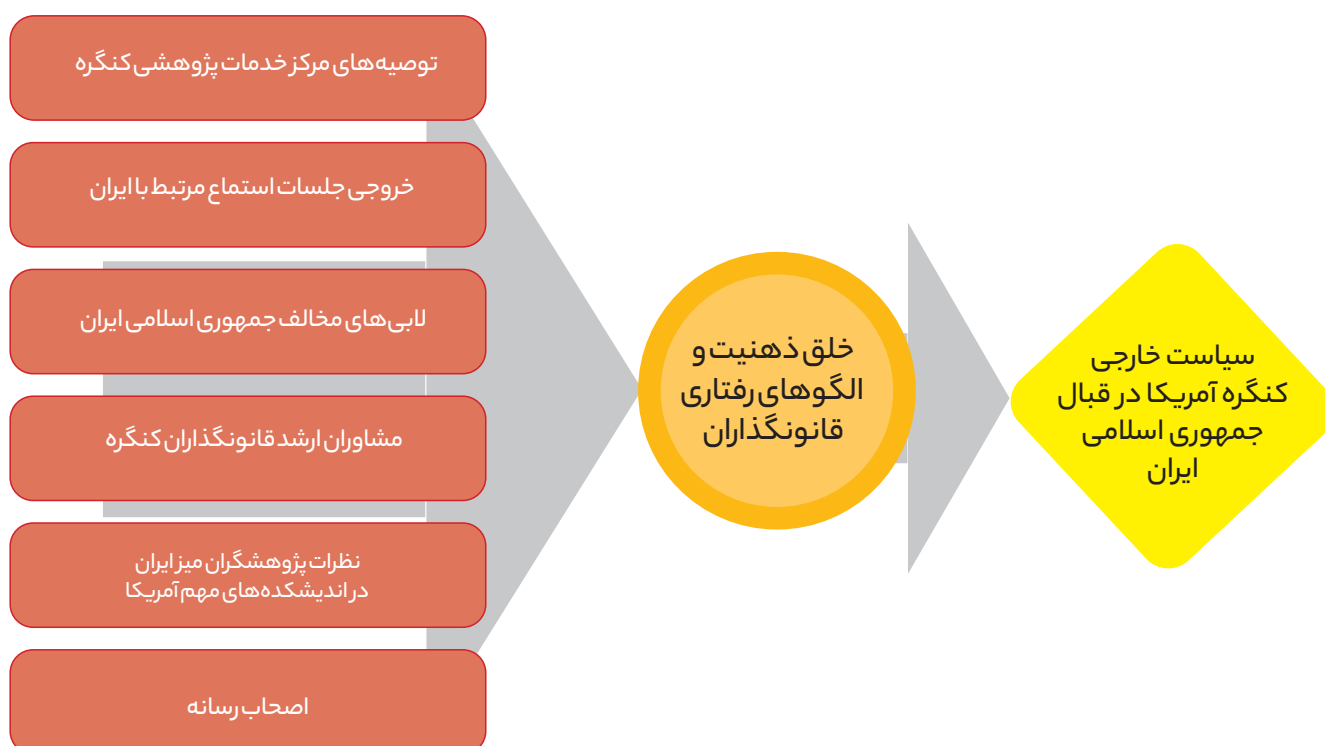 توصیه‌های مرکز خدمات پژوهشی کنگره
خروجی جلسات استماع مرتبط با ایران
لابی‌های مخالف جمهوری اسلامی ایران
مشاوران ارشد قانونگذاران کنگره
نظرات پژوهشگران میز ایران
در اندیشکده‌های مهم آمریکا
اصحاب رسانه
خلق ذهنیت و
الگوهای رفتاری
قانونگذاران
سیاست خارجی
کنگره آمریکا در قبال
جمهوری اسلامی
ایران